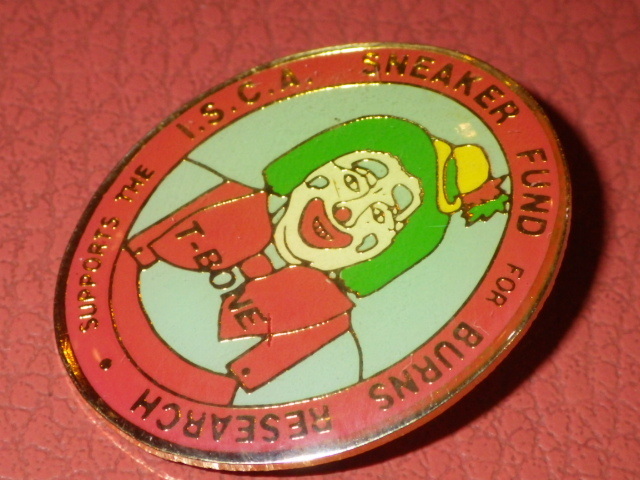 T-BONE
SUPPORTS THE I.S.C.A. SNEAKER FUND FOR BURNS RESEARCH •